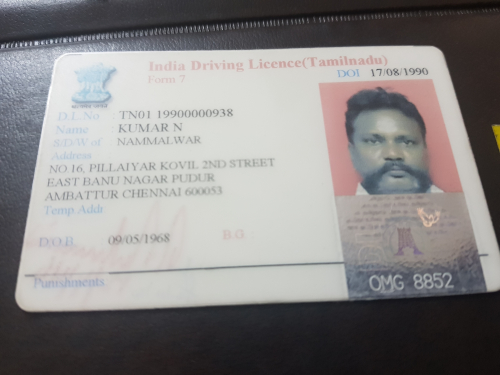 India Driving Licence(Tamilnadu)
Form 7
DOI 17/08/1990
D.L.No : TN01 19900000938
Name : KUMAR N
S/D/W of : NAMMALWAR
Address
NO 16, PILLAIYAR KOVIL 2ND STREET
EAST BANU NAGAR PUDUR
AMBATTUR CHENNAI 600053
Temp Addr
D.O.B. 09/05/1968 B.G.
Punishments
OMG 8852